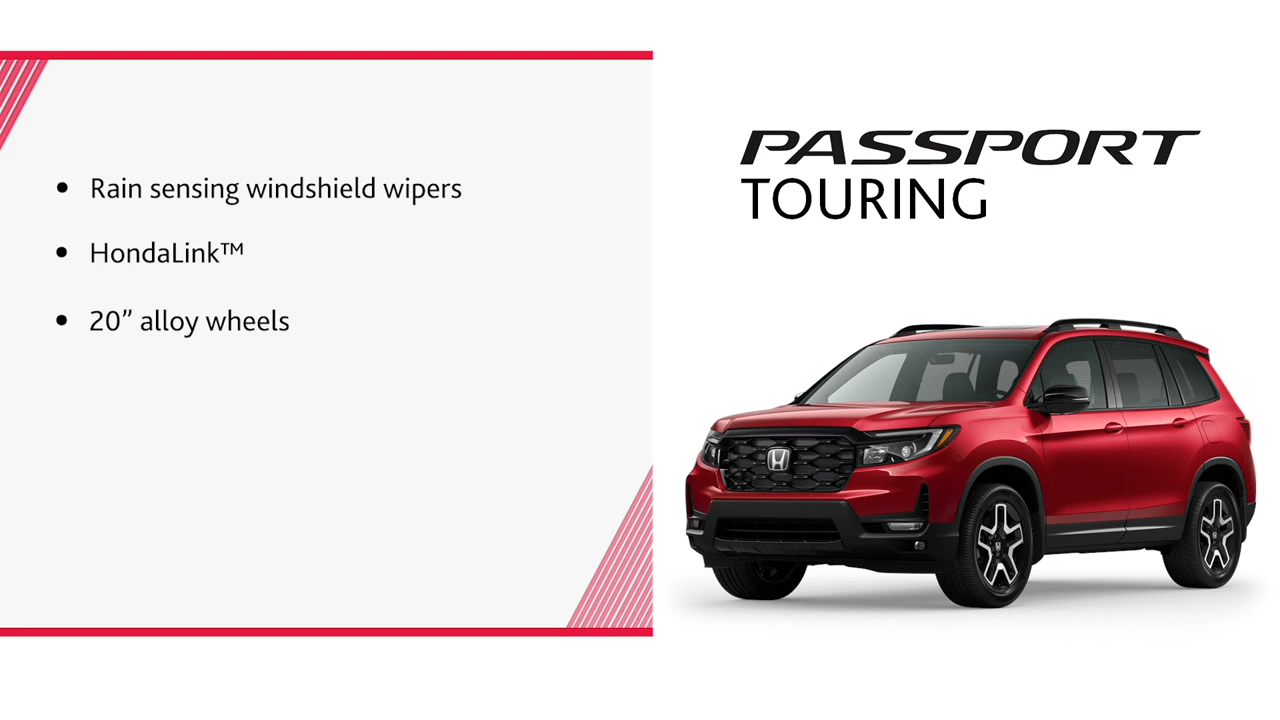 Rain sensing windshield wipers
HondaLink™
20” alloy wheels
PASSPORT
TOURING